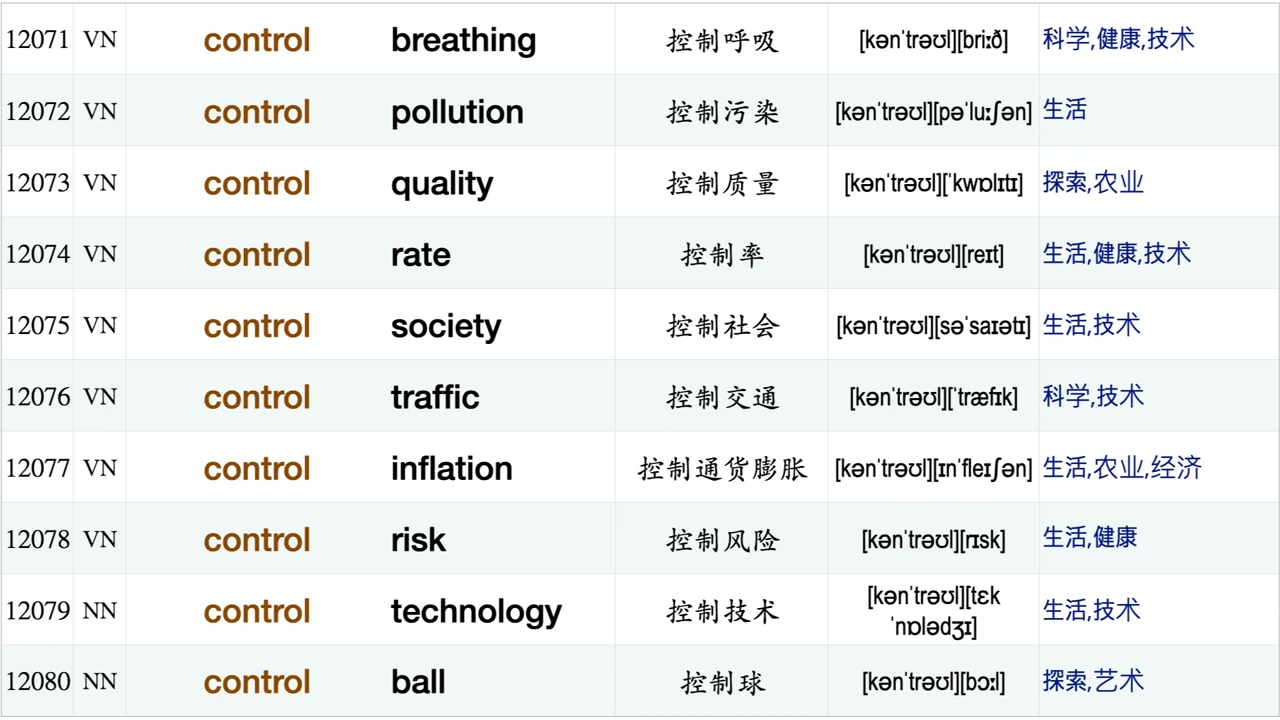 12071 VN control breathing 控制呼吸 [kənˈtrəʊl][briːð] 科学,健康,技术
12072 VN control pollution 控制污染 [kənˈtrəʊl][pəˈluːʃən] 生活
12073 VN control quality 控制质量 [kənˈtrəʊl][ˈkwɒlɪtɪ] 探索,农业
12074 VN control rate 控制率 [kənˈtrəʊl][reɪt] 生活,健康,技术
12075 VN control society 控制社会 [kənˈtrəʊl][səˈsaɪətɪ] 生活,技术
12076 VN control traffic 控制交通 [kənˈtrəʊl][ˈtræfɪk] 科学,技术
12077 VN control inflation 控制通货膨胀 [kənˈtrəʊl][ɪnˈfleɪʃən] 生活,农业,经济
12078 VN control risk 控制风险 [kənˈtrəʊl][rɪsk] 生活,健康
12079 NN control technology 控制技术 [kənˈtrəʊl][tɛk
ˈnɒlədʒɪ] 生活,技术
12080 NN control ball 控制球 [kənˈtrəʊl][bɔːl] 探索,艺术